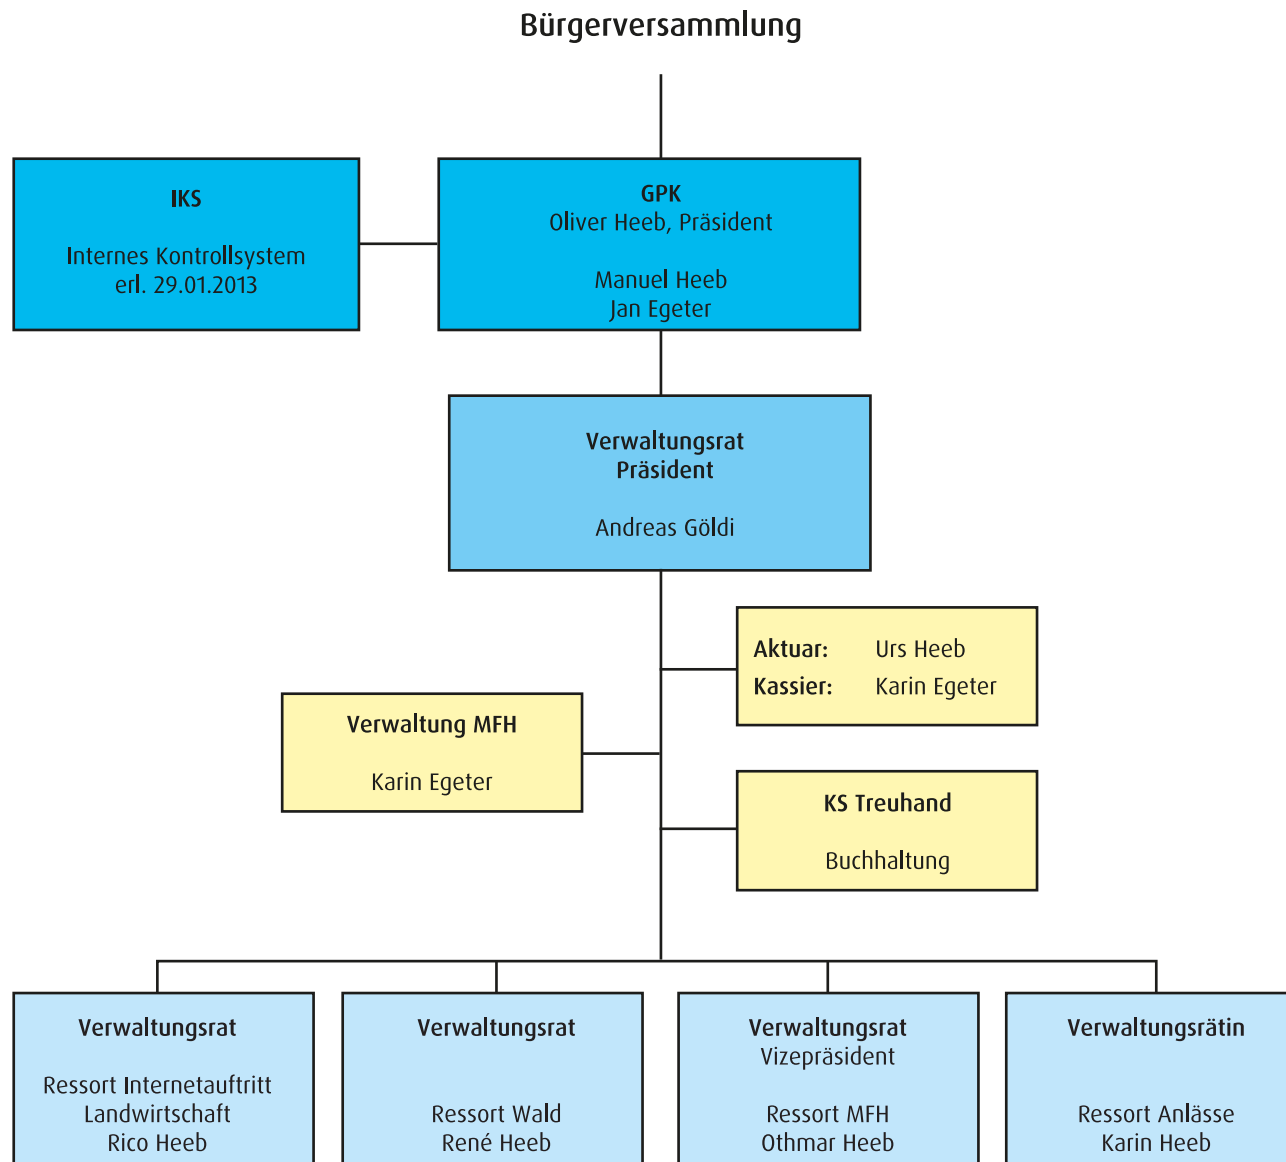 Bürgerversammlung
IKS
Internes Kontrollsystem
erl. 29.01.2013
GPK
Oliver Heeb, Präsident
Manuel Heeb
Jan Egeter
Verwaltungsrat
Präsident
Andreas Göldi
Aktuar: Urs Heeb
Kassier: Karin Egeter
Verwaltung MFH
Karin Egeter
KS Treuhand
Buchhaltung
Verwaltungsrat
Ressort Internetauftritt
Landwirtschaft
Rico Heeb
Verwaltungsrat
Ressort Wald
René Heeb
Verwaltungsrat
Vizepräsident
Ressort MFH
Othmar Heeb
Verwaltungsrätin
Ressort Anlässe
Karin Heeb